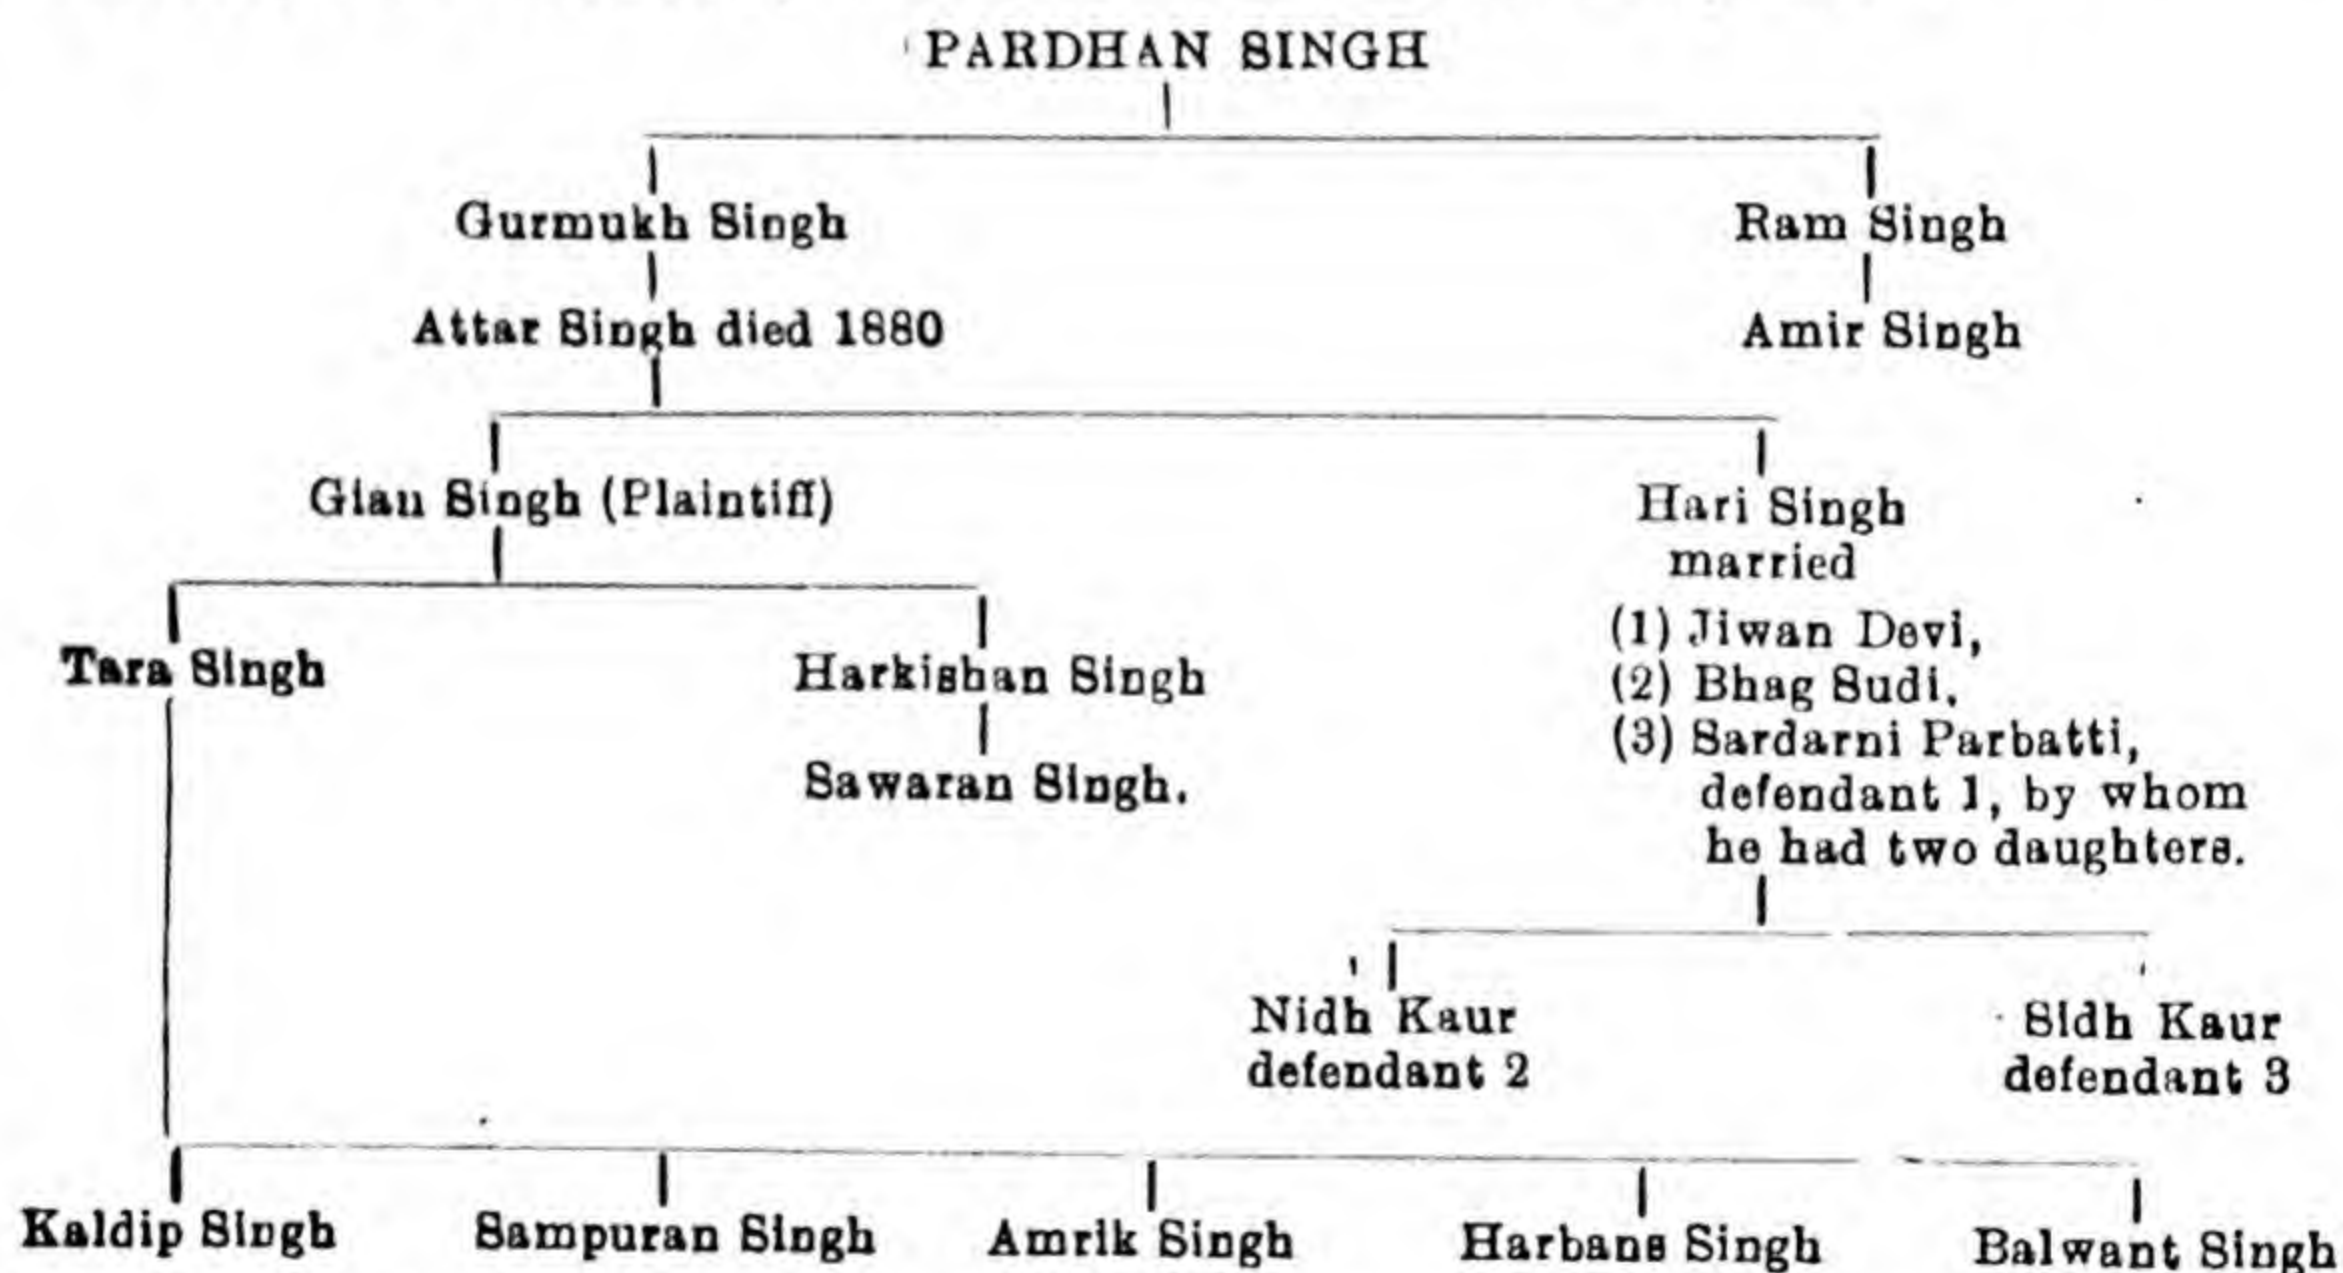 PARDHAN SINGH
Gurmukh Singh
Ram Singh
Attar Singh died 1880
Amir Singh
Gian Singh (Plaintiff)
Hari Singh
married
(1) Jiwan Devi,
(2) Bhag Sudi,
(3) Sardarni Parbatti,
defendant 1, by whom
he had two daughters.
Tara Singh
Harkishan Singh
Sawaran Singh.
Nidh Kaur
defendant 2
Sidh Kaur
defendant 3
Kaldip Singh
Sampuran Singh
Amrik Singh
Harbans Singh
Balwant Singh